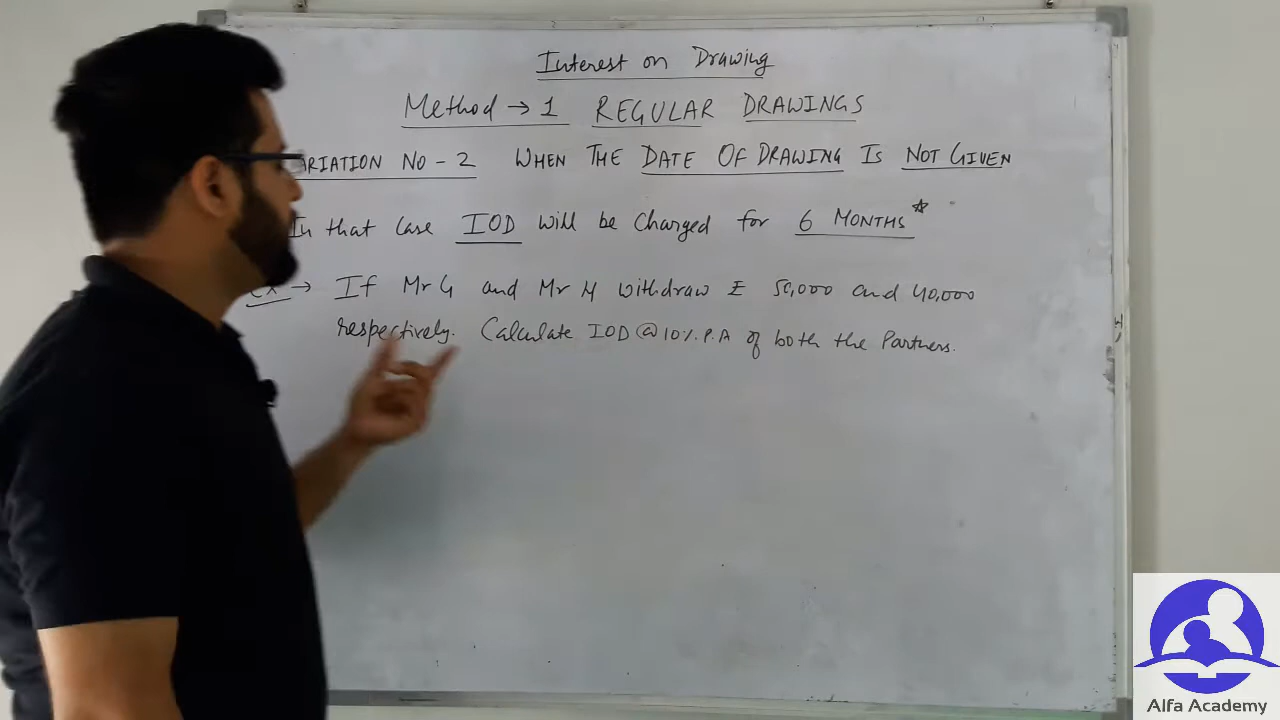 Interest on Drawing
Method → 1 REGULAR DRAWINGS
ARIATION NO - 2 WHEN THE DATE OF DRAWING IS NOT GIVEN
In that Case IOD will be Charged for 6 MONTHS ☆
Ex → If Mr G and Mr M withdraw ₹ 50,000 and 40,000
respectively. Calculate IOD @ 10%. P.A of both the Partners.
Alfa Academy